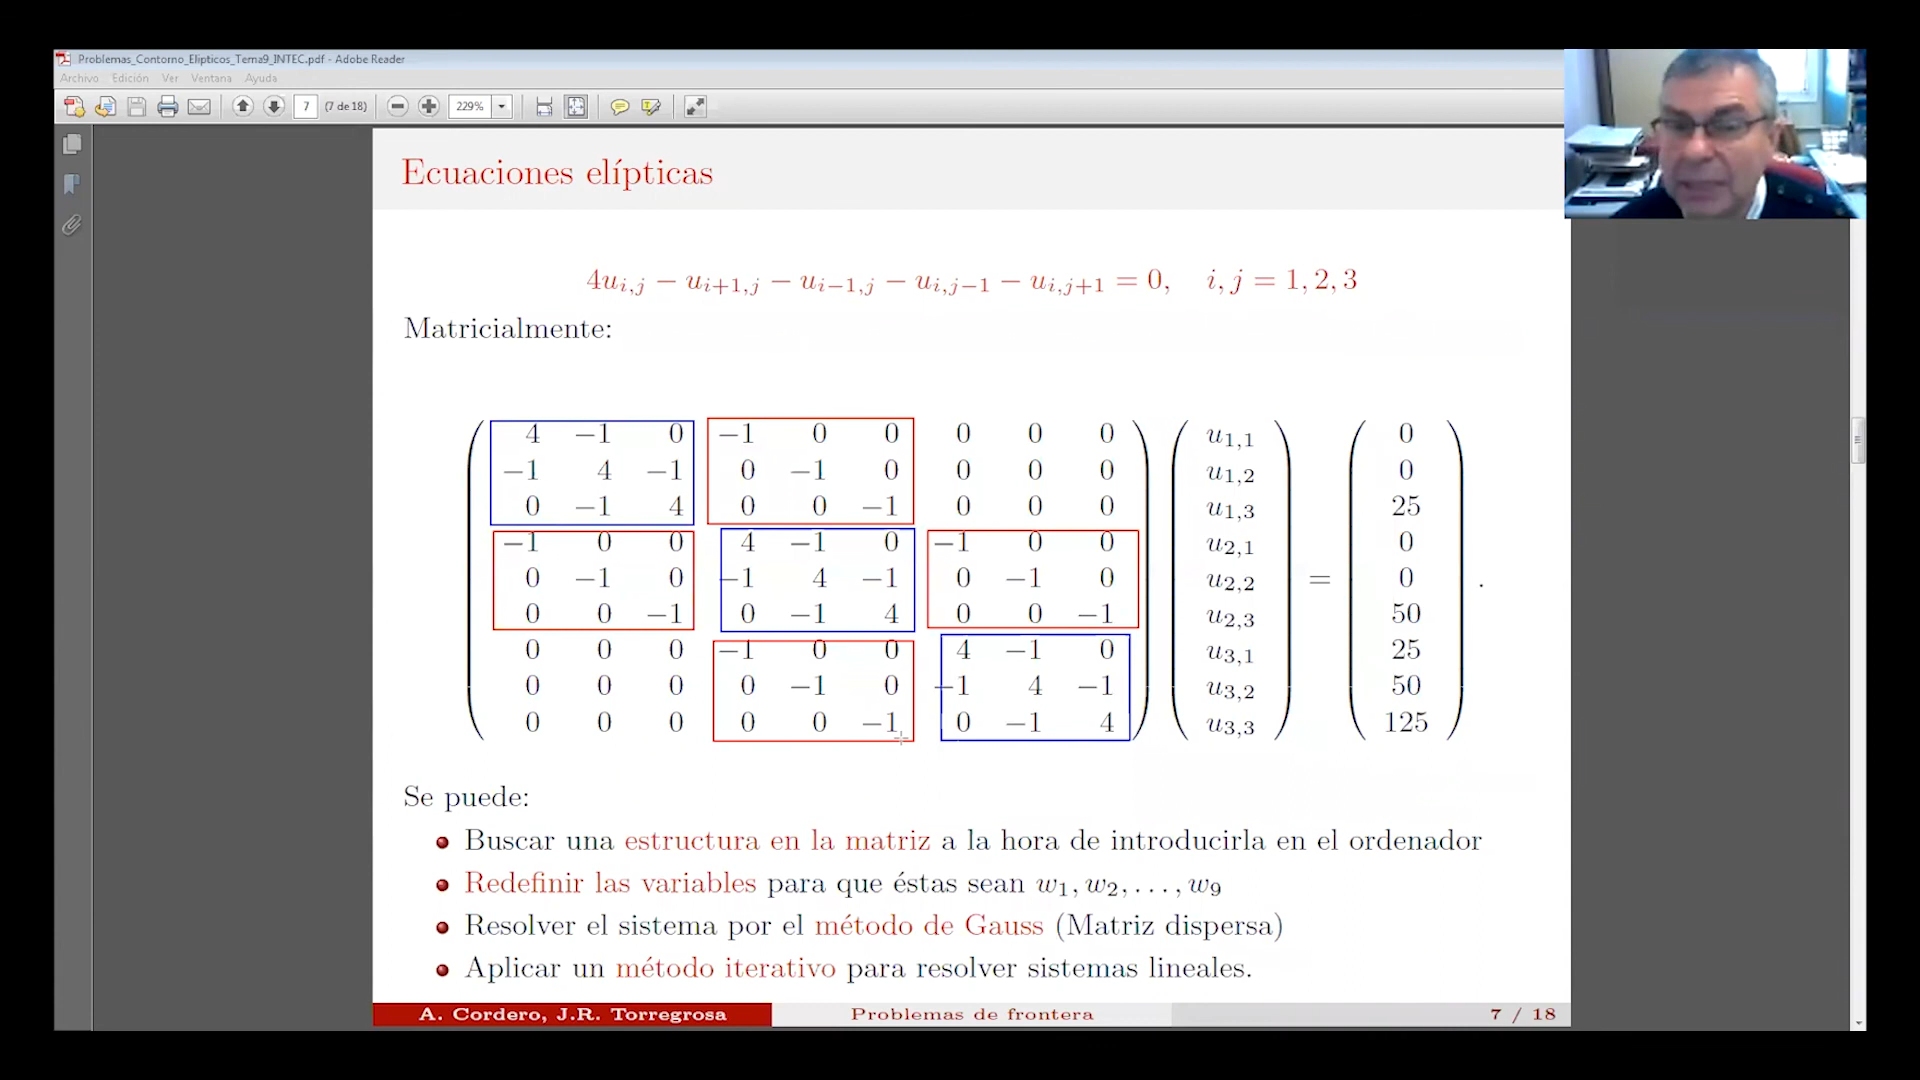 Problemas_Contorno_Elipticos_Tema9_INTEC.pdf - Adobe Reader
Archivo Edición Ver Ventana Ayuda
7 (7 de 18) 229%
Ecuaciones elípticas
4u_{i,j} − u_{i+1,j} − u_{i−1,j} − u_{i,j−1} − u_{i,j+1} = 0, i, j = 1, 2, 3
Matricialmente:
4 −1 0 −1 0 0 0 0 0 u_{1,1} 0
−1 4 −1 0 −1 0 0 0 0 u_{1,2} 0
0 −1 4 0 0 −1 0 0 0 u_{1,3} 25
−1 0 0 4 −1 0 −1 0 0 u_{2,1} 0
0 −1 0 −1 4 −1 0 −1 0 u_{2,2} = 0 .
0 0 −1 0 −1 4 0 0 −1 u_{2,3} 50
0 0 0 −1 0 0 4 −1 0 u_{3,1} 25
0 0 0 0 −1 0 −1 4 −1 u_{3,2} 50
0 0 0 0 0 −1 0 −1 4 u_{3,3} 125
Se puede:
Buscar una estructura en la matriz a la hora de introducirla en el ordenador
Redefinir las variables para que éstas sean w_1, w_2, . . . , w_9
Resolver el sistema por el método de Gauss (Matriz dispersa)
Aplicar un método iterativo para resolver sistemas lineales.
A. Cordero, J.R. Torregrosa Problemas de frontera 7 / 18